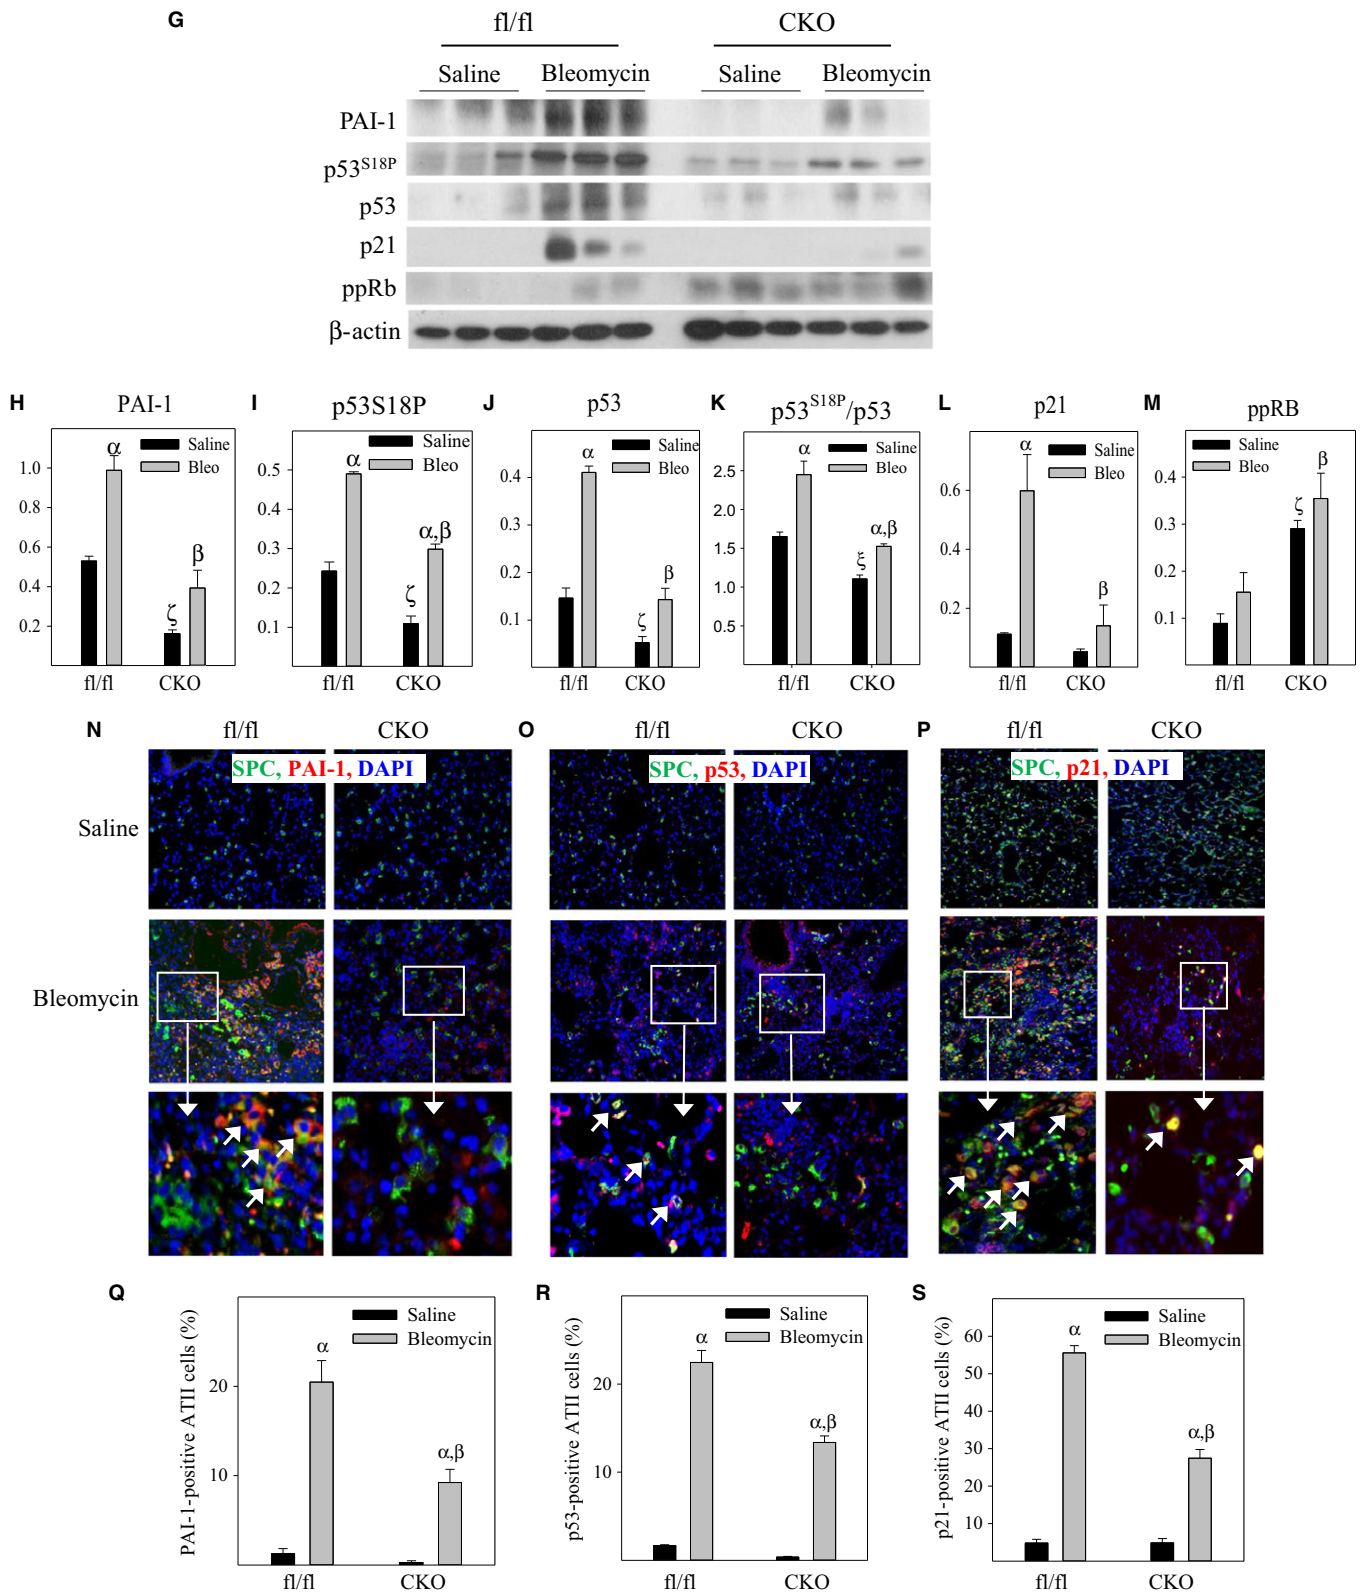 G
fl/fl CKO
Saline Bleomycin Saline Bleomycin
PAI-1
p53S18P
p53
p21
ppRb
β-actin
H PAI-1
Saline
Bleo
1.0
0.8
0.6
0.4
0.2
α
ζ
β
fl/fl CKO
I p53S18P
Saline
Bleo
0.5
0.4
0.3
0.2
0.1
α
ζ
α,β
fl/fl CKO
J p53
Saline
Bleo
0.4
0.3
0.2
0.1
α
ζ
β
fl/fl CKO
K p53S18P/p53
Saline
Bleo
2.5
2.0
1.5
1.0
0.5
α
ξ
α,β
fl/fl CKO
L p21
Saline
Bleo
0.6
0.4
0.2
α
β
fl/fl CKO
M ppRB
Saline
Bleo
0.4
0.3
0.2
0.1
ζ
β
fl/fl CKO
N fl/fl CKO
SPC, PAI-1, DAPI
O fl/fl CKO
SPC, p53, DAPI
P fl/fl CKO
SPC, p21, DAPI
Saline
Bleomycin
Q
PAI-1-positive ATII cells (%)
Saline
Bleomycin
20
10
α
α,β
fl/fl CKO
R
p53-positive ATII cells (%)
Saline
Bleomycin
20
10
α
α,β
fl/fl CKO
S
p21-positive ATII cells (%)
Saline
Bleomycin
60
50
40
30
20
10
α
α,β
fl/fl CKO